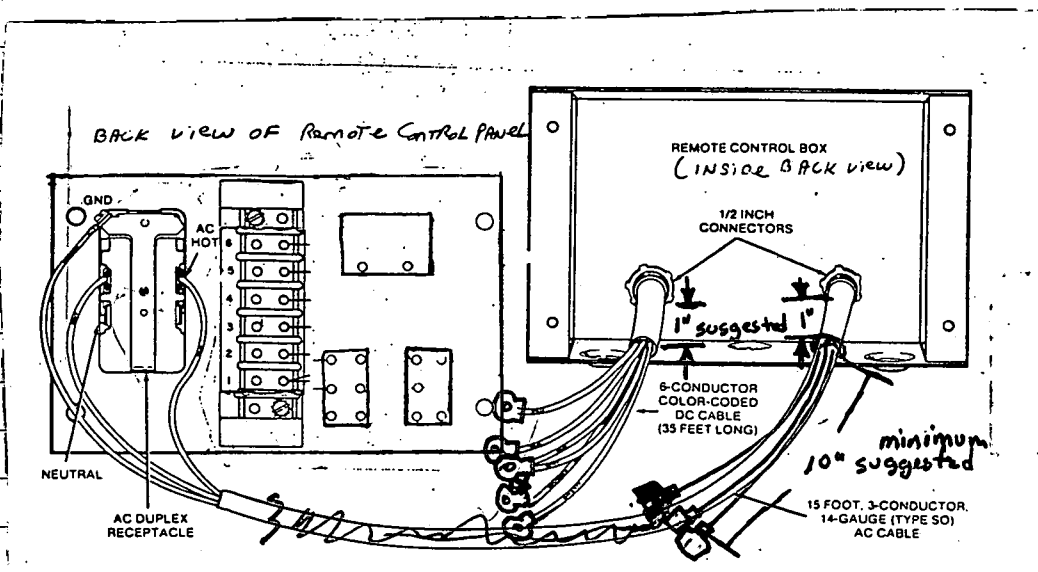 BACK VIEW OF Remote CONTROL PANEL
REMOTE CONTROL BOX
(INSIDE BACK VIEW)
GND
AC
HOT
1/2 INCH
CONNECTORS
6
5
4
3
2
1
1" suggested
1"
6-CONDUCTOR
COLOR-CODED
DC CABLE
(35 FEET LONG)
NEUTRAL
minimum
10" suggested
AC DUPLEX
RECEPTACLE
15 FOOT, 3-CONDUCTOR,
14-GAUGE (TYPE SO)
AC CABLE